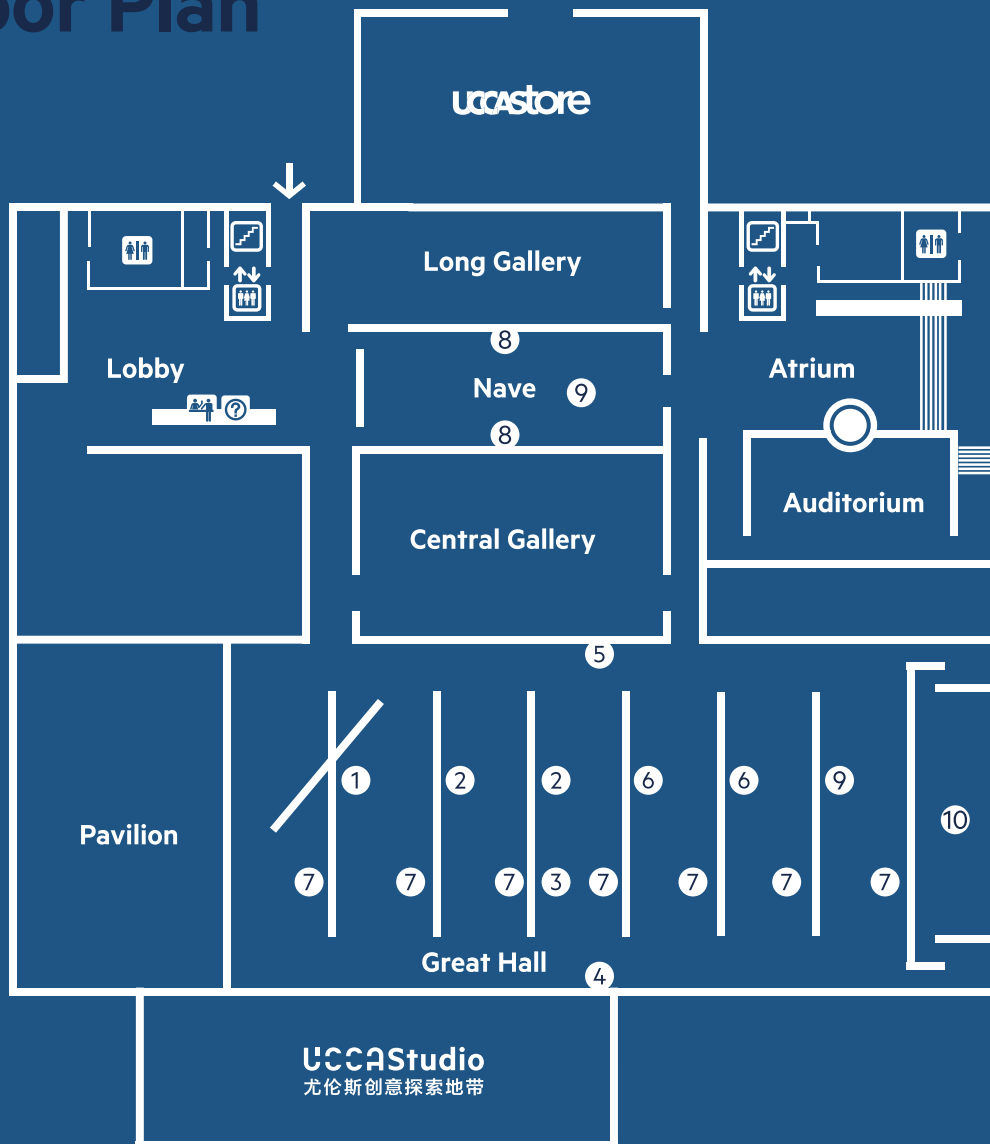 oor Plan
UCCAstore
Long Gallery
8
Lobby
Nave
9
Atrium
?
8
Auditorium
Central Gallery
5
1
2
2
6
6
9
10
Pavilion
7
7
7
3
7
7
7
7
Great Hall
4
UCCAStudio
尤伦斯创意探索地带